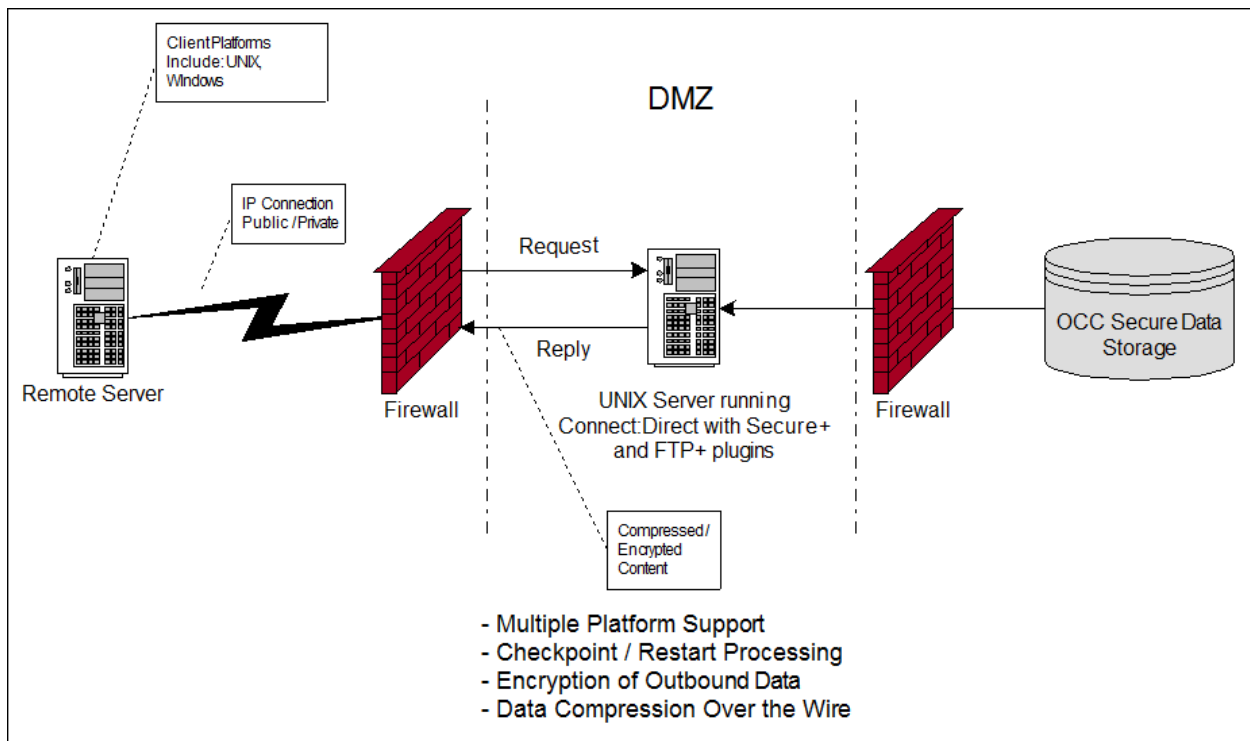 Client Platforms
Include: UNIX,
WIndows
DMZ
IP Connection
Public / Private
Request
Reply
Remote Server
Firewall
UNIX Server running
Connect:Direct with Secure+
and FTP+ plugins
Firewall
OCC Secure Data
Storage
Compressed /
Encrypted
Content
- Multiple Platform Support
- Checkpoint / Restart Processing
- Encryption of Outbound Data
- Data Compression Over the Wire